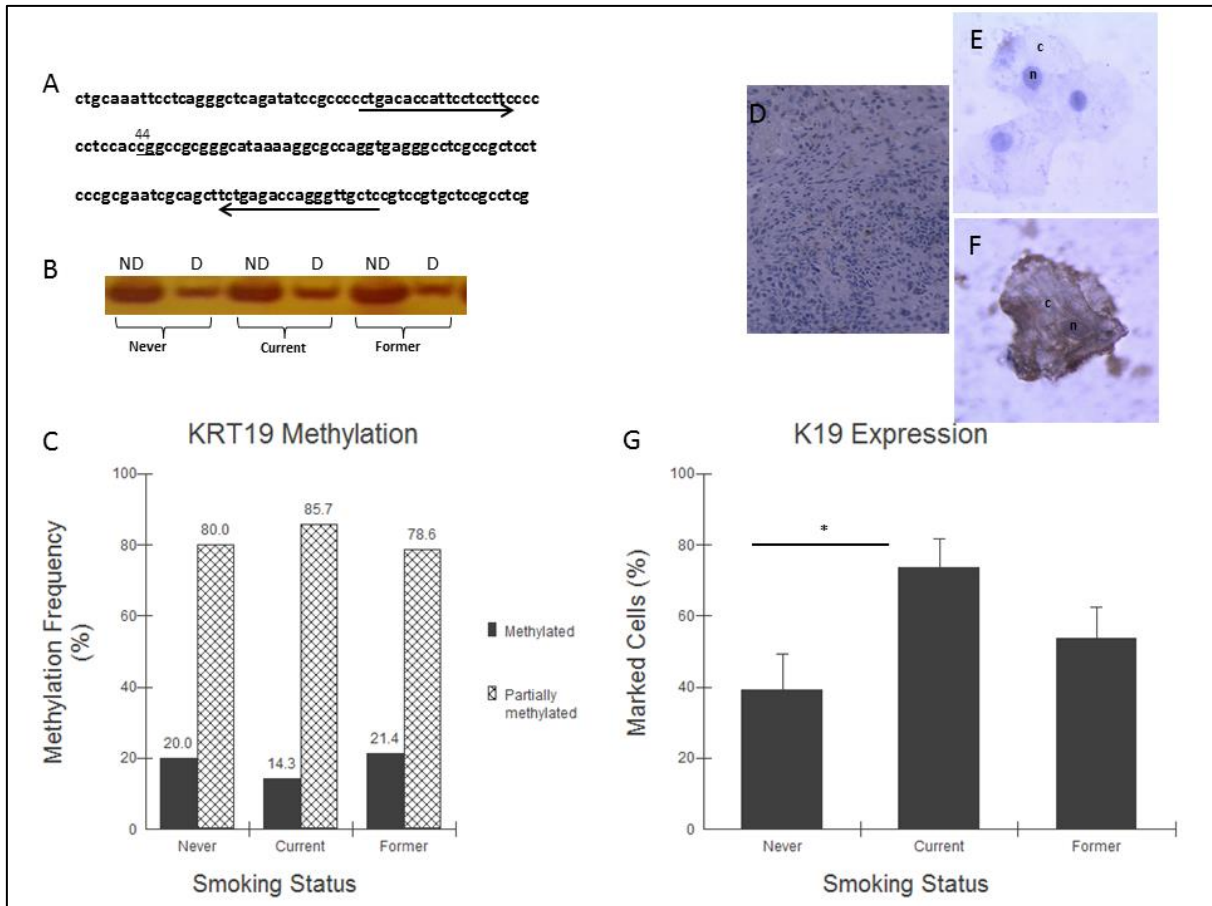 A
ctgcaaattcctcagggctcagatatccgcccctgacaccattcctccttcccc
44
cctccaccggccgcgggcataaaaggcgccaggtgagggcctcgccgctcct
cccgcgaatcgcagcttctgagaccagggttgctccgtccgtgctccgcctcg
B
ND D ND D ND D
Never Current Former
C
KRT19 Methylation
Methylation Frequency
(%)
100
80
60
40
20
0
20.0
80.0
14.3
85.7
21.4
78.6
Never Current Former
Smoking Status
Methylated
Partially
methylated
D
E
c
n
F
c
n
G
K19 Expression
Marked Cells (%)
100
80
60
40
20
0
*
Never Current Former
Smoking Status